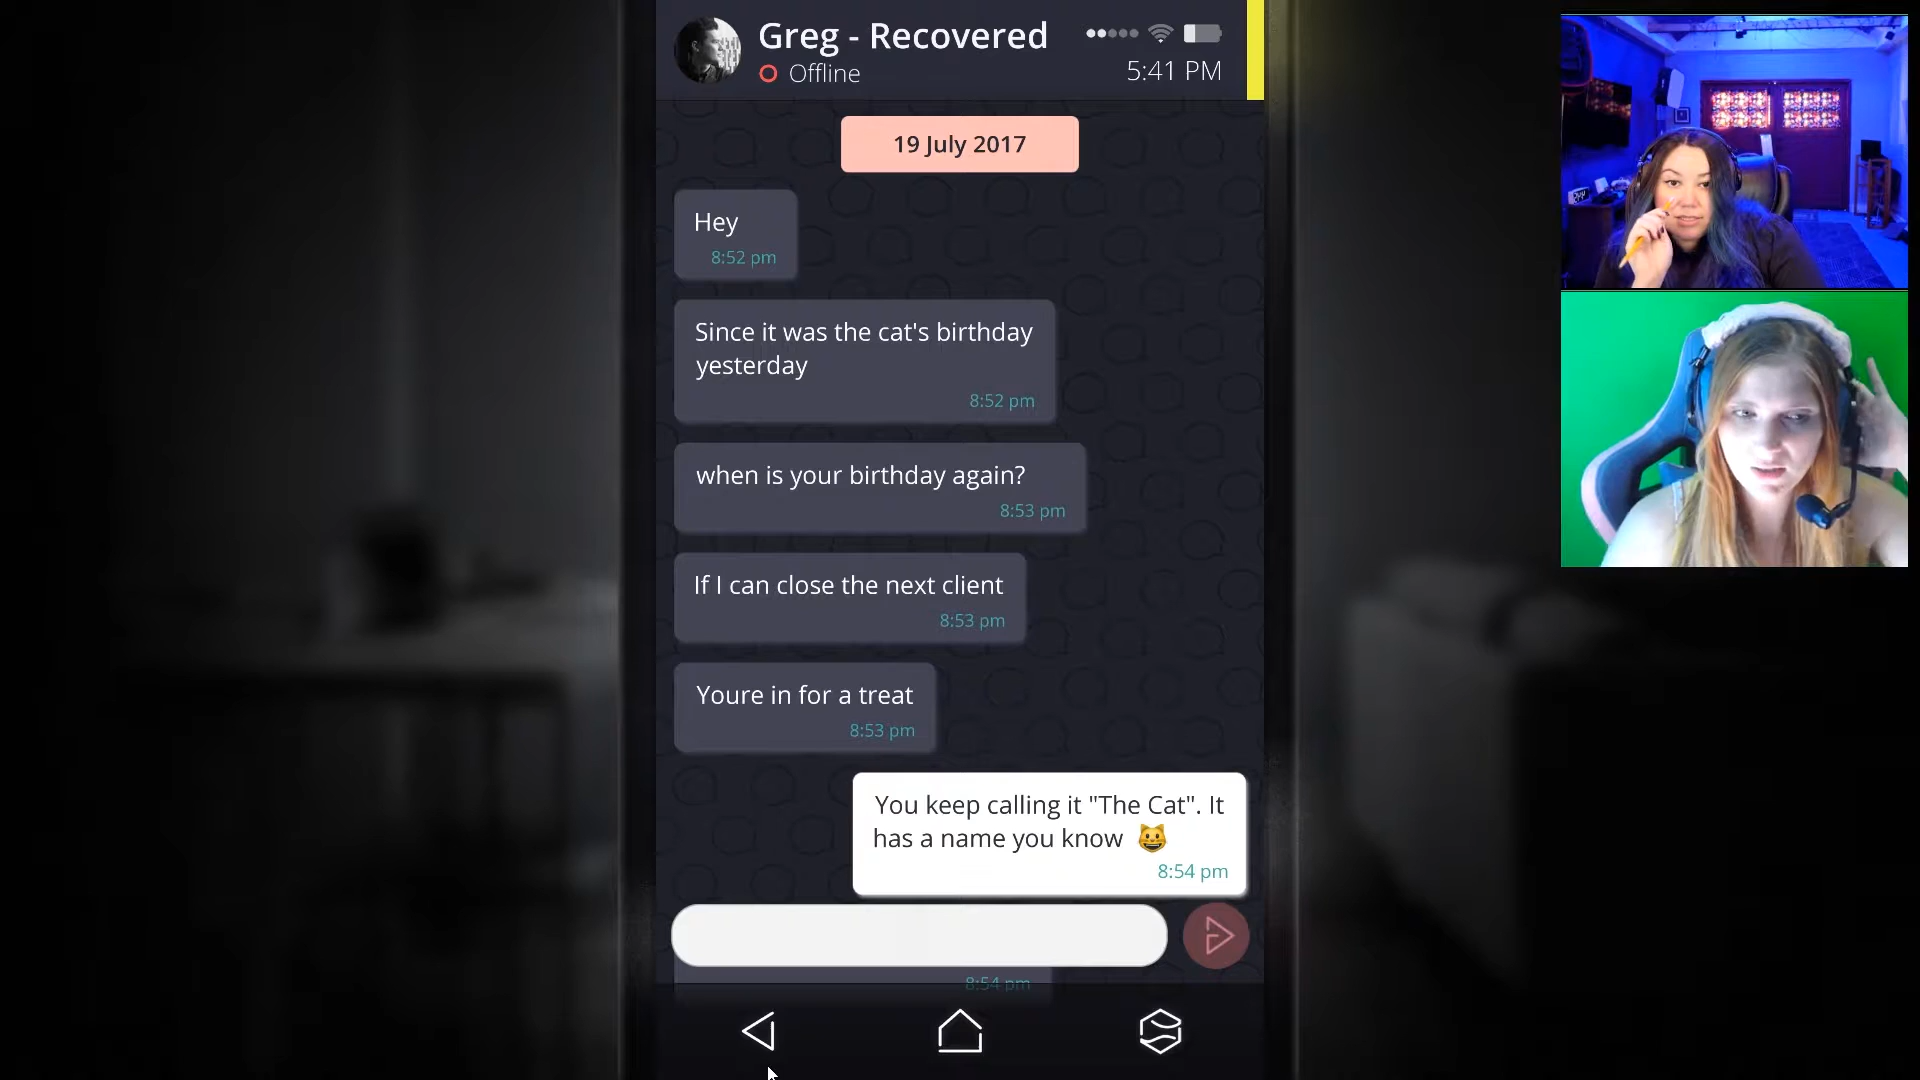 Greg - Recovered
Offline
5:41 PM
19 July 2017
Hey
8:52 pm
Since it was the cat's birthday
yesterday
8:52 pm
when is your birthday again?
8:53 pm
If I can close the next client
8:53 pm
Youre in for a treat
8:53 pm
You keep calling it "The Cat". It
has a name you know
8:54 pm
8:54 pm